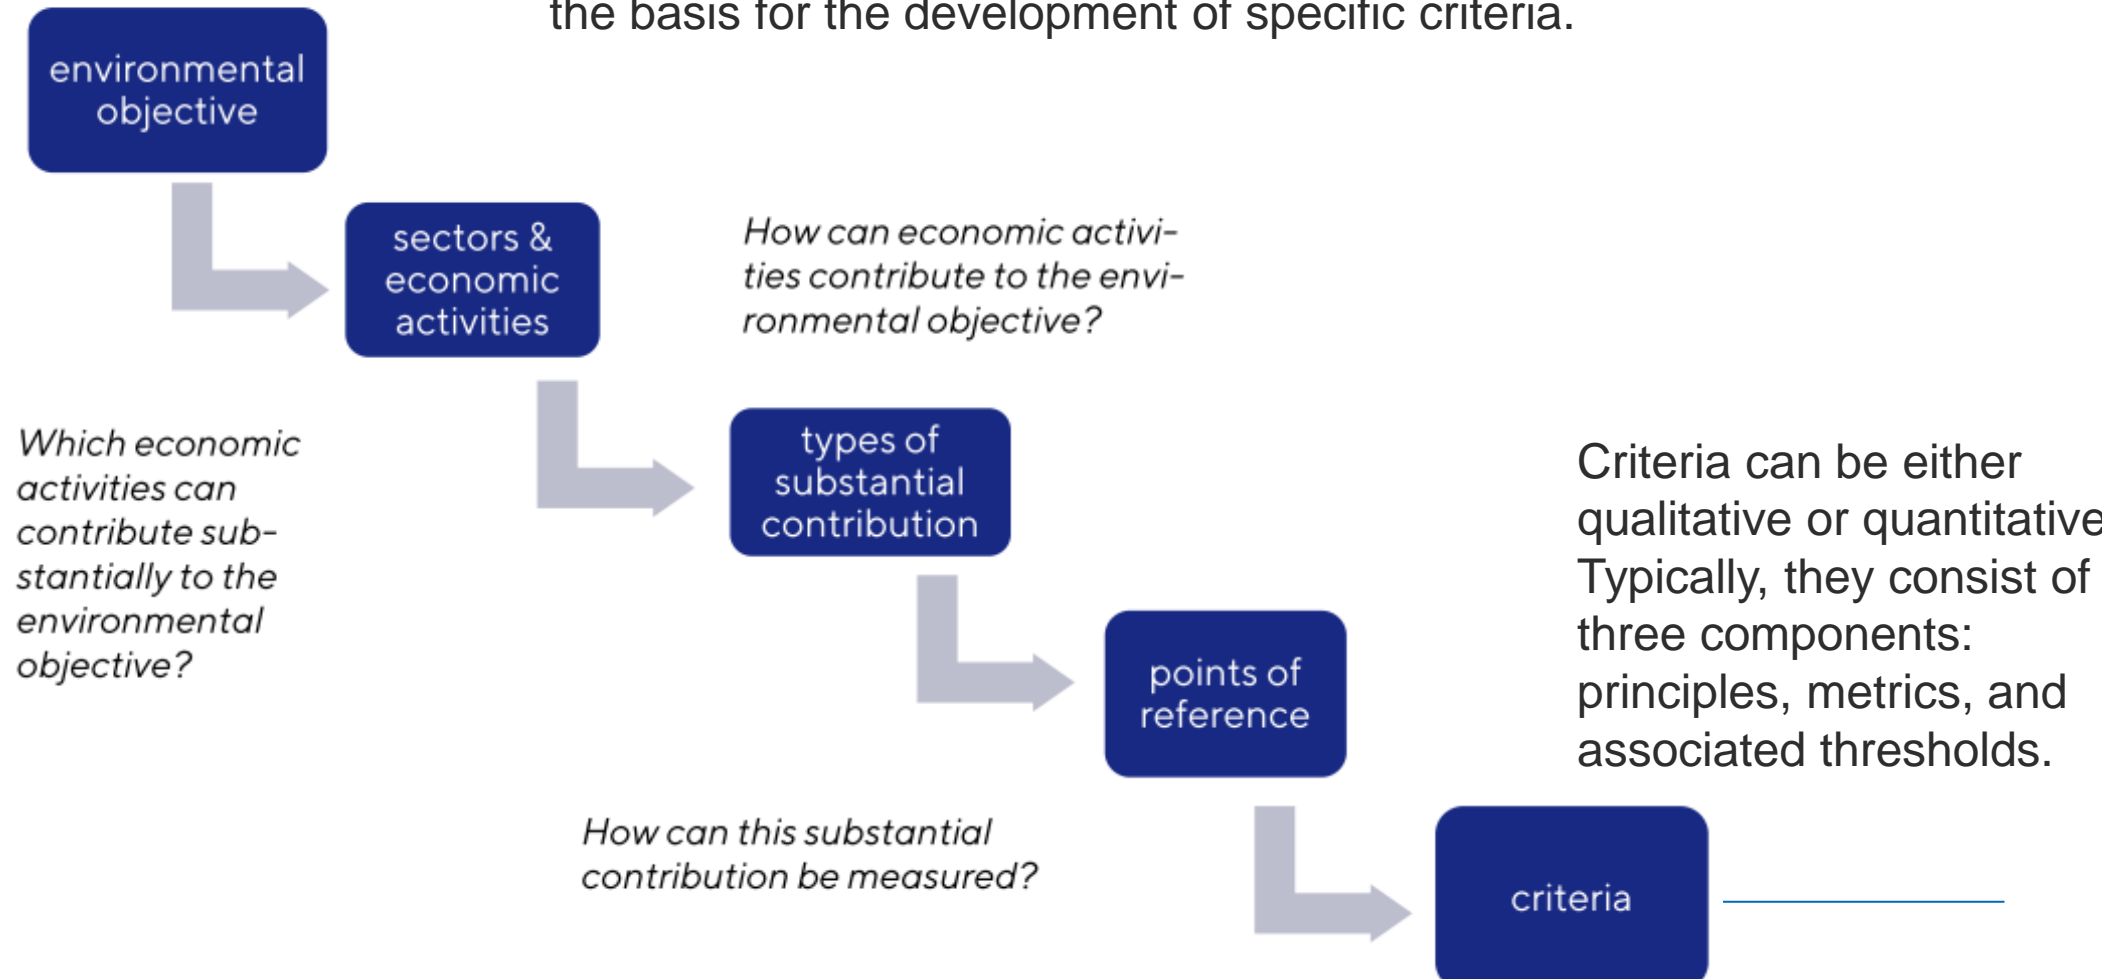 the basis for the development of specific criteria.
environmental
objective
sectors &
economic
activities
How can economic activi-
ties contribute to the envi-
ronmental objective?
Which economic
activities can
contribute sub-
stantially to the
environmental
objective?
types of
substantial
contribution
Criteria can be either
qualitative or quantitative
Typically, they consist of
three components:
principles, metrics, and
associated thresholds.
points of
reference
How can this substantial
contribution be measured?
criteria